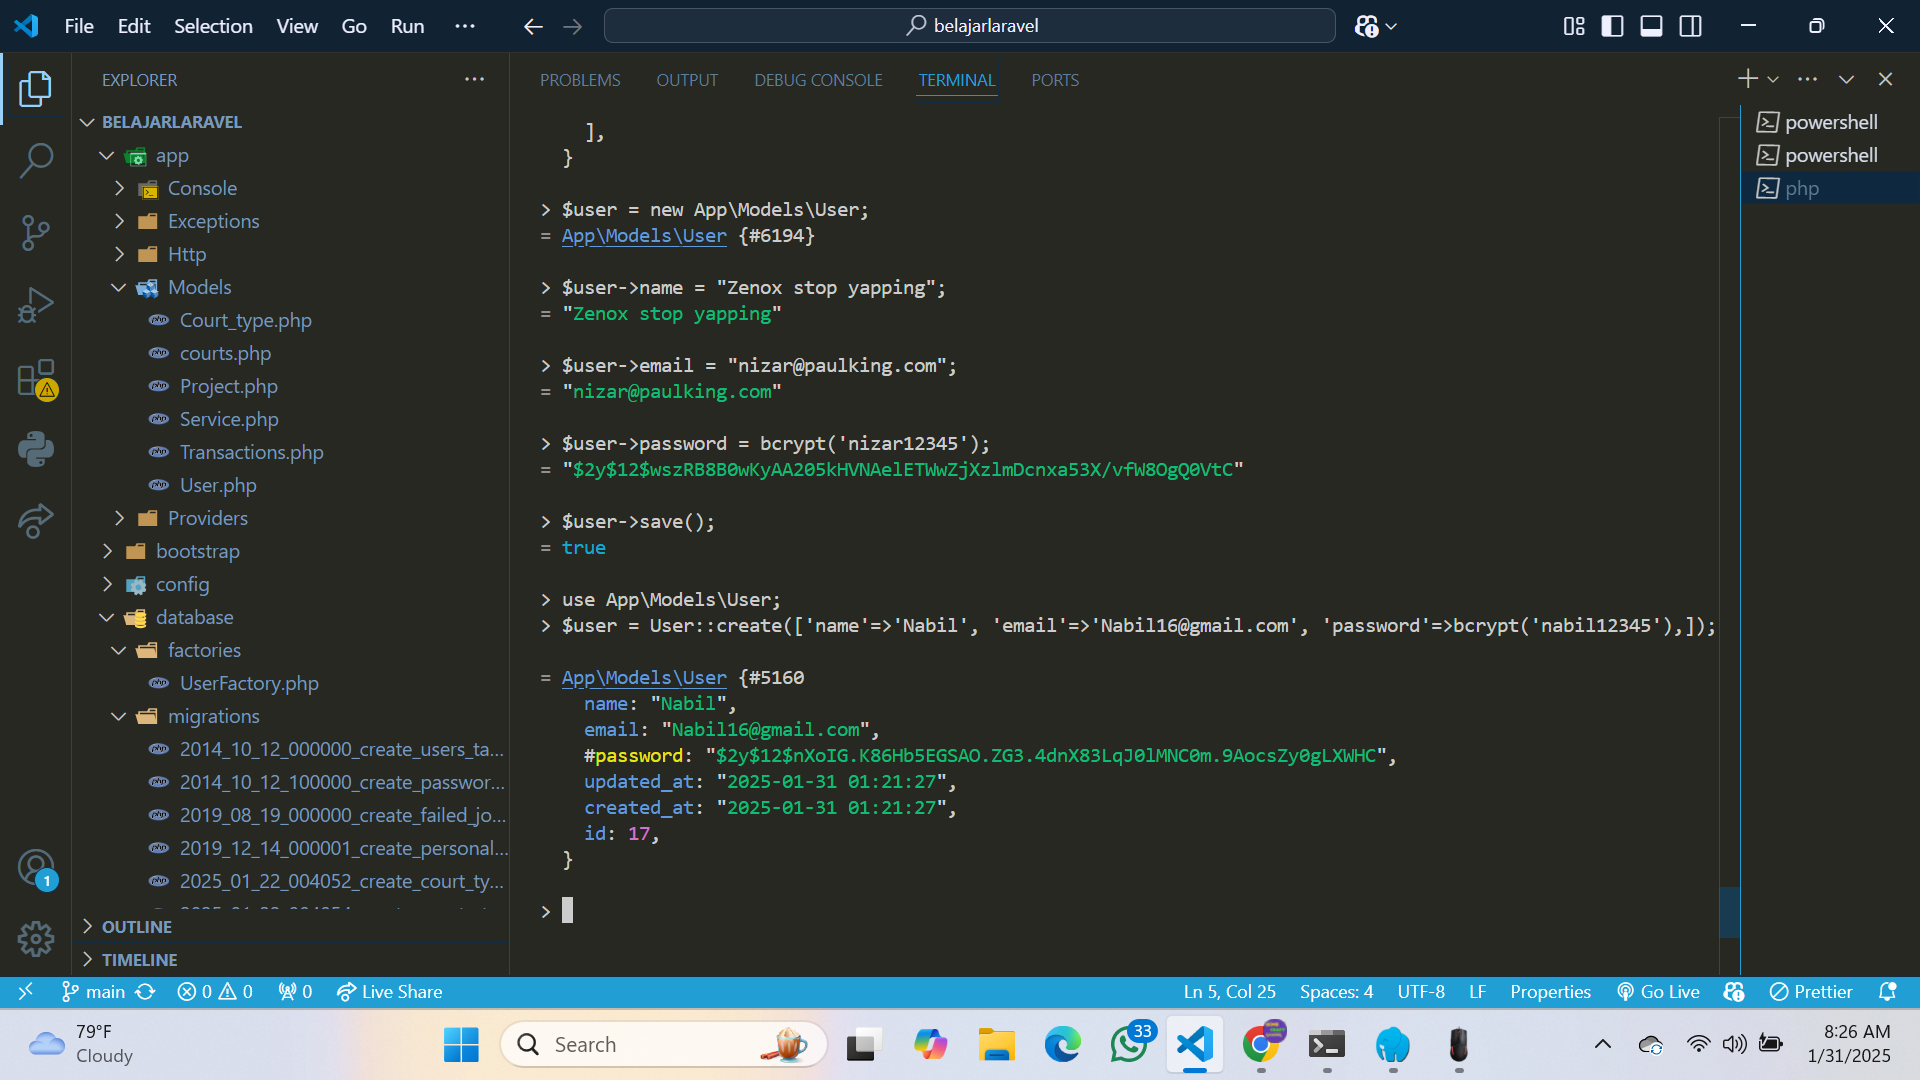 File Edit Selection View Go Run ··· belajarlaravel
EXPLORER ···
BELAJARLARAVEL
app
Console
Exceptions
Http
Models
Court_type.php
courts.php
Project.php
Service.php
Transactions.php
User.php
Providers
bootstrap
config
database
factories
UserFactory.php
migrations
2014_10_12_000000_create_users_ta...
2014_10_12_100000_create_passwor...
2019_08_19_000000_create_failed_jo...
2019_12_14_000001_create_personal...
2025_01_22_004052_create_court_ty...
OUTLINE
TIMELINE
PROBLEMS OUTPUT DEBUG CONSOLE TERMINAL PORTS
],
}
> $user = new App\Models\User;
= App\Models\User {#6194}
> $user->name = "Zenox stop yapping";
= "Zenox stop yapping"
> $user->email = "nizar@paulking.com";
= "nizar@paulking.com"
> $user->password = bcrypt('nizar12345');
= "$2y$12$wszRB8B0wKyAA205kHVNAelETWwZjXzlmDcnxa53X/vfW8OgQ0VtC"
> $user->save();
= true
> use App\Models\User;
> $user = User::create(['name'=>'Nabil', 'email'=>'Nabil16@gmail.com', 'password'=>bcrypt('nabil12345'),]);
= App\Models\User {#5160
name: "Nabil",
email: "Nabil16@gmail.com",
#password: "$2y$12$nXoIG.K86Hb5EGSAO.ZG3.4dnX83LqJ0lMNC0m.9AocsZy0gLXWHC",
updated_at: "2025-01-31 01:21:27",
created_at: "2025-01-31 01:21:27",
id: 17,
}
>
powershell
powershell
php
1
main 0 0 0 Live Share Ln 5, Col 25 Spaces: 4 UTF-8 LF Properties Go Live Prettier
79°F
Cloudy
Search
33
8:26 AM
1/31/2025